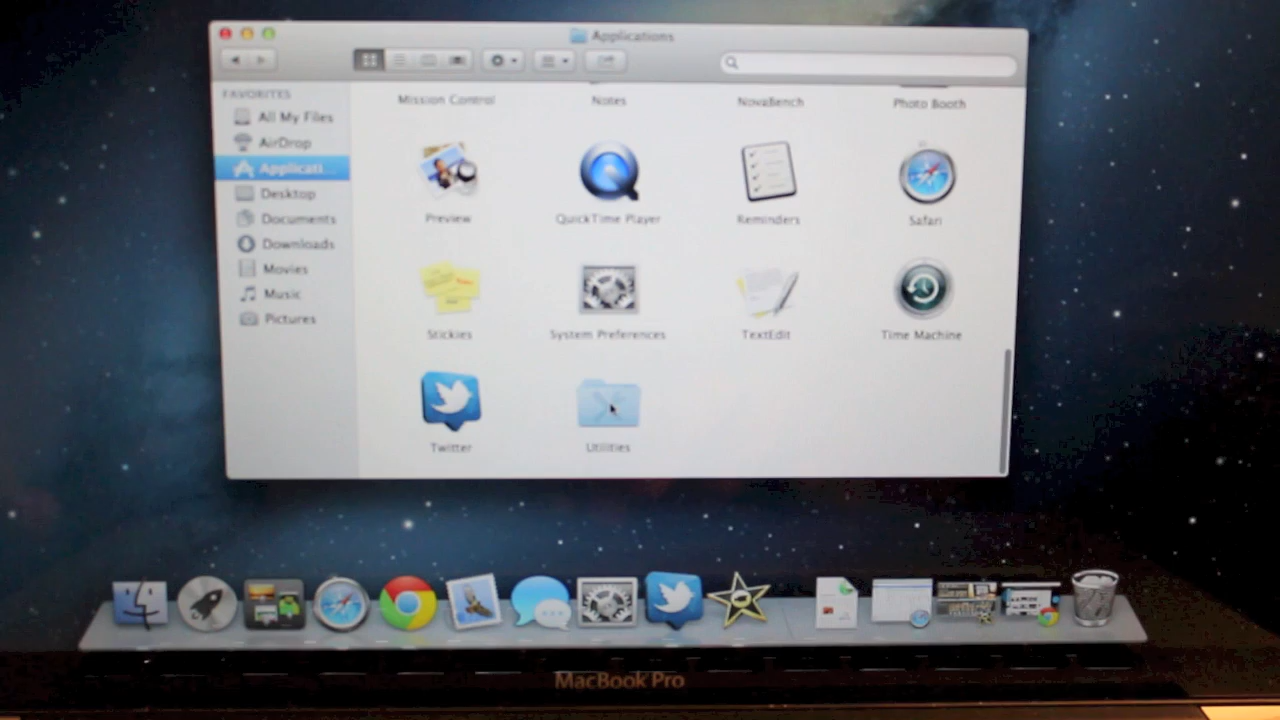 Applications
FAVORITES
All My Files
AirDrop
Applicati...
Desktop
Documents
Downloads
Movies
Music
Pictures
Mission Control Notes NovaBench Photo Booth
Preview QuickTime Player Reminders Safari
Stickies System Preferences TextEdit Time Machine
Twitter Utilities
MacBook Pro